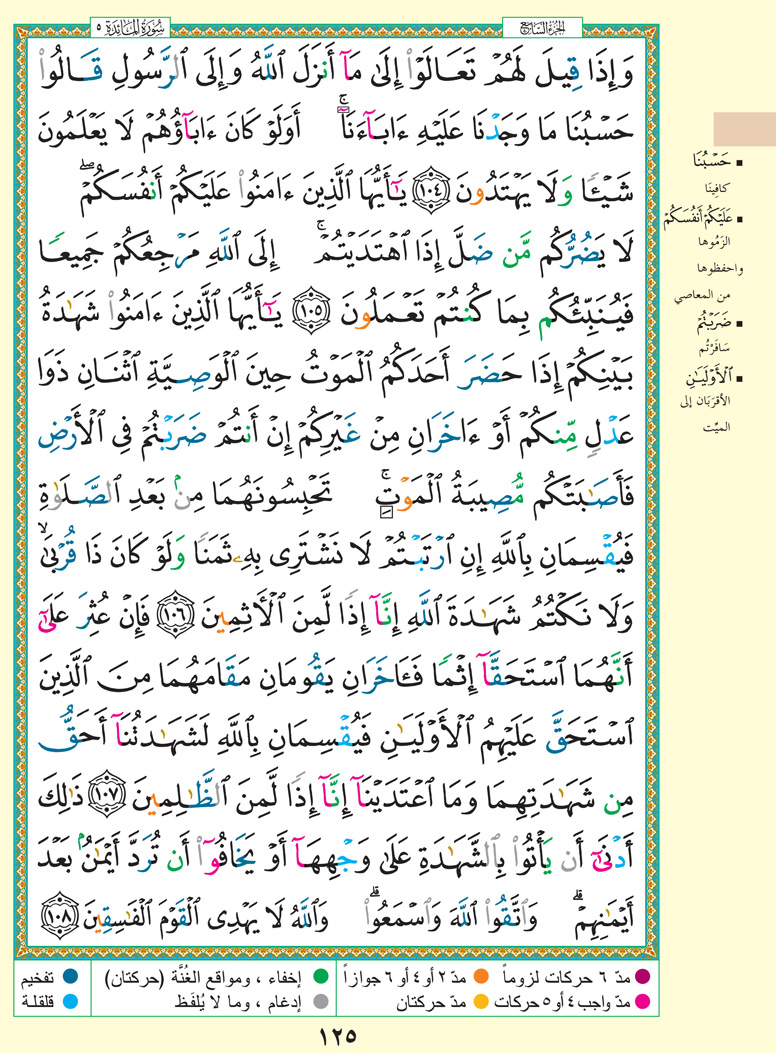 سُورَةُ المَائدة ٥
الجُزءُ السَّابِعُ
وَإِذَا قِيلَ لَهُمْ تَعَالَوْا۟ إِلَىٰ مَآ أَنزَلَ ٱللَّهُ وَإِلَى ٱلرَّسُولِ قَالُوا۟
حَسْبُنَا مَا وَجَدْنَا عَلَيْهِ ءَابَآءَنَآ ۚ أَوَلَوْ كَانَ ءَابَآؤُهُمْ لَا يَعْلَمُونَ
شَيْـًٔا وَلَا يَهْتَدُونَ ١٠٤ يَـٰٓأَيُّهَا ٱلَّذِينَ ءَامَنُوا۟ عَلَيْكُمْ أَنفُسَكُمْ ۖ
لَا يَضُرُّكُم مَّن ضَلَّ إِذَا ٱهْتَدَيْتُمْ ۚ إِلَى ٱللَّهِ مَرْجِعُكُمْ جَمِيعًا
فَيُنَبِّئُكُم بِمَا كُنتُمْ تَعْمَلُونَ ١٠٥ يَـٰٓأَيُّهَا ٱلَّذِينَ ءَامَنُوا۟ شَهَـٰدَةُ
بَيْنِكُمْ إِذَا حَضَرَ أَحَدَكُمُ ٱلْمَوْتُ حِينَ ٱلْوَصِيَّةِ ٱثْنَانِ ذَوَا
عَدْلٍ مِّنكُمْ أَوْ ءَاخَرَانِ مِنْ غَيْرِكُمْ إِنْ أَنتُمْ ضَرَبْتُمْ فِى ٱلْأَرْضِ
فَأَصَـٰبَتْكُم مُّصِيبَةُ ٱلْمَوْتِ ۚ تَحْبِسُونَهُمَا مِنۢ بَعْدِ ٱلصَّلَوٰةِ
فَيُقْسِمَانِ بِٱللَّهِ إِنِ ٱرْتَبْتُمْ لَا نَشْتَرِى بِهِۦ ثَمَنًا وَلَوْ كَانَ ذَا قُرْبَىٰ ۙ
وَلَا نَكْتُمُ شَهَـٰدَةَ ٱللَّهِ إِنَّآ إِذًا لَّمِنَ ٱلْـَٔاثِمِينَ ١٠٦ فَإِنْ عُثِرَ عَلَىٰٓ
أَنَّهُمَا ٱسْتَحَقَّآ إِثْمًا فَـَٔاخَرَانِ يَقُومَانِ مَقَامَهُمَا مِنَ ٱلَّذِينَ
ٱسْتَحَقَّ عَلَيْهِمُ ٱلْأَوْلَيَـٰنِ فَيُقْسِمَانِ بِٱللَّهِ لَشَهَـٰدَتُنَآ أَحَقُّ
مِن شَهَـٰدَتِهِمَا وَمَا ٱعْتَدَيْنَآ إِنَّآ إِذًا لَّمِنَ ٱلظَّـٰلِمِينَ ١٠٧ ذَٰلِكَ
أَدْنَىٰٓ أَن يَأْتُوا۟ بِٱلشَّهَـٰدَةِ عَلَىٰ وَجْهِهَآ أَوْ يَخَافُوٓا۟ أَن تُرَدَّ أَيْمَـٰنٌۢ بَعْدَ
أَيْمَـٰنِهِمْ ۗ وَٱتَّقُوا۟ ٱللَّهَ وَٱسْمَعُوا۟ ۗ وَٱللَّهُ لَا يَهْدِى ٱلْقَوْمَ ٱلْفَـٰسِقِينَ ١٠٨
▪ حَسْبُنَا
كافِينَا
▪ عَلَيْكُمْ أَنفُسَكُمْ
الزمُوها
واحفظوها
من المعاصي
▪ ضَرَبْتُمْ
سَافَرْتُم
▪ ٱلْأَوْلَيَـٰنِ
الأقرَبَان إلى
الميِّت
مدّ ٦ حركات لزوماً ● مدّ ٢ أو ٤ أو ٦ جوازاً ● إخفاء ، ومواقع الغُنَّة (حركتان) ● تفخيم
مدّ واجب ٤ أو ٥ حركات ● مدّ حركتان ● إدغام ، وما لا يُلفَظ ● قلقلة
١٢٥